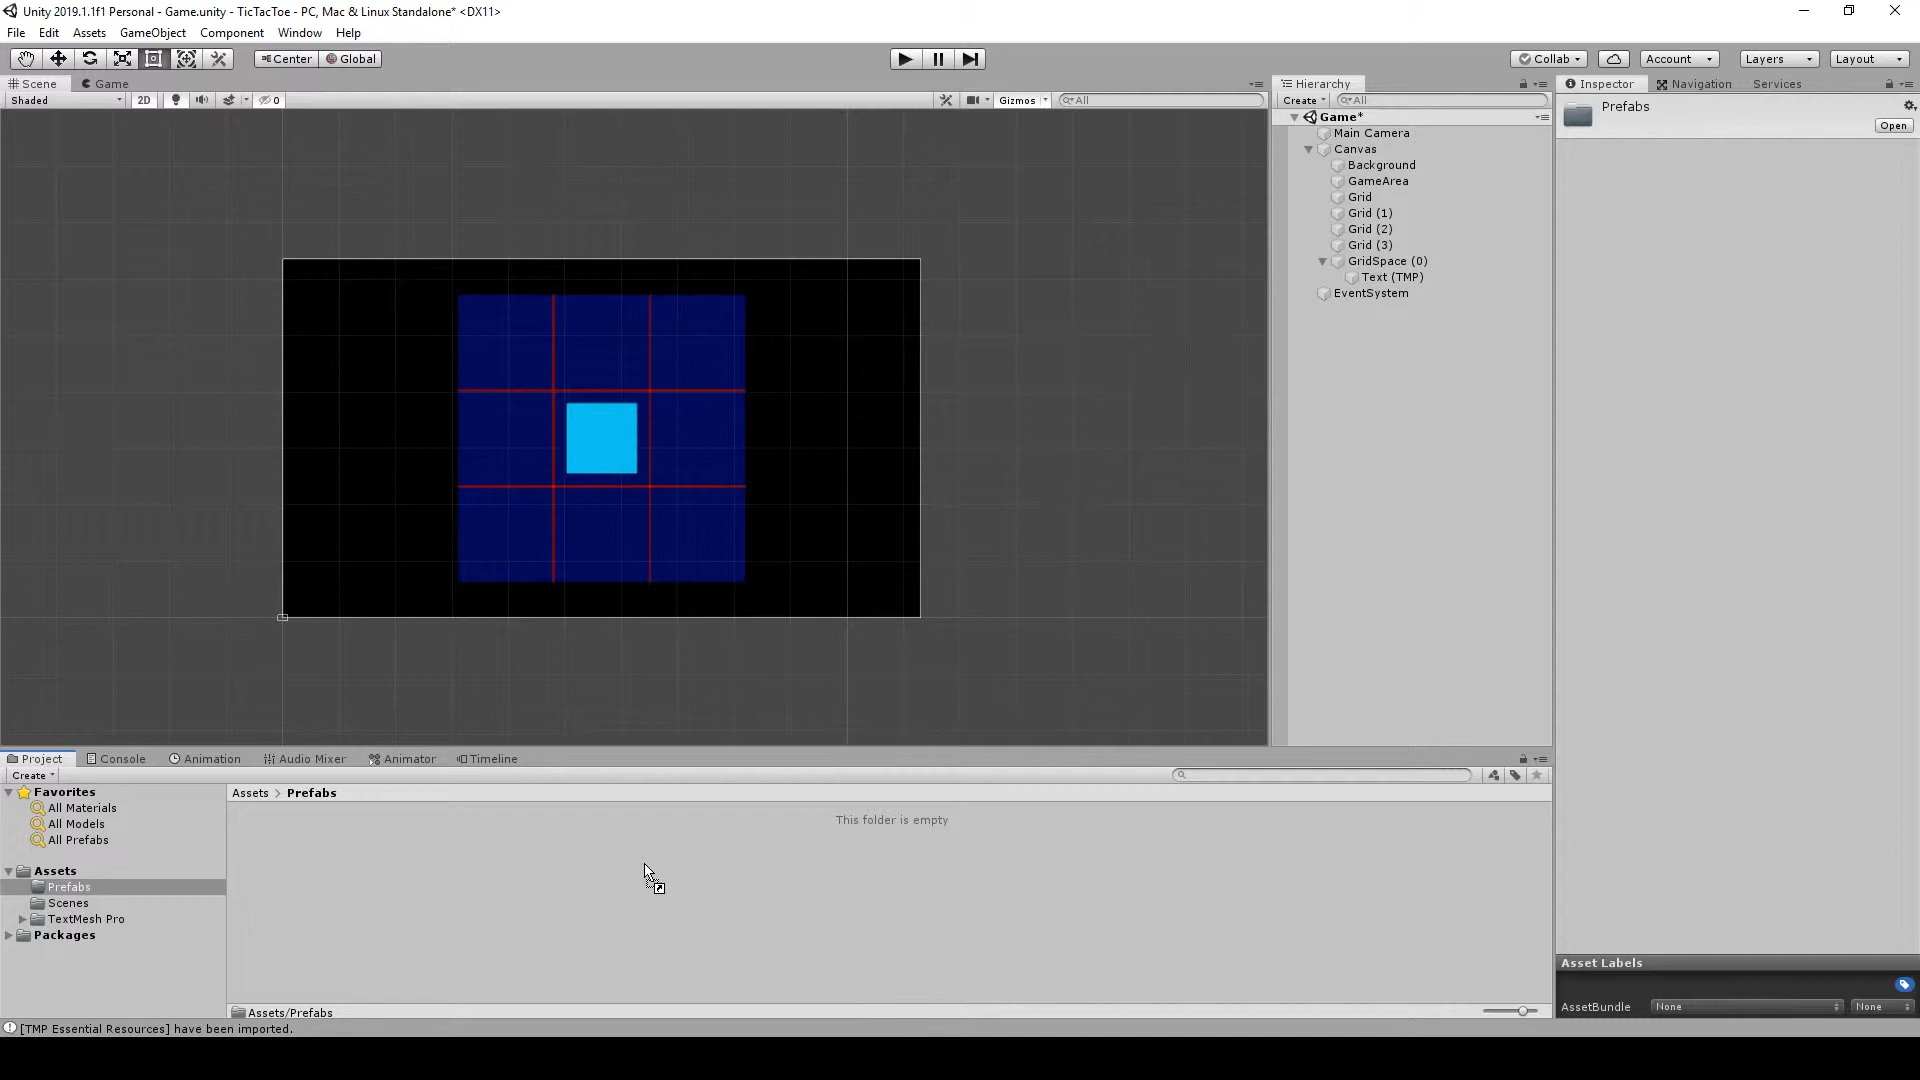 Unity 2019.1.1f1 Personal - Game.unity - TicTacToe - PC, Mac & Linux Standalone* <DX11>
File Edit Assets GameObject Component Window Help
Center Global Collab Account Layers Layout
Scene Game Hierarchy Inspector Navigation Services
Shaded 2D 0 Gizmos All Create All
Prefabs
Open
Game*
Main Camera
Canvas
Background
GameArea
Grid
Grid (1)
Grid (2)
Grid (3)
GridSpace (0)
Text (TMP)
EventSystem
Project Console Animation Audio Mixer Animator Timeline
Create
Favorites
All Materials
All Models
All Prefabs
Assets
Prefabs
Scenes
TextMesh Pro
Packages
Assets > Prefabs
This folder is empty
Assets/Prefabs
Asset Labels
AssetBundle None None
[TMP Essential Resources] have been imported.